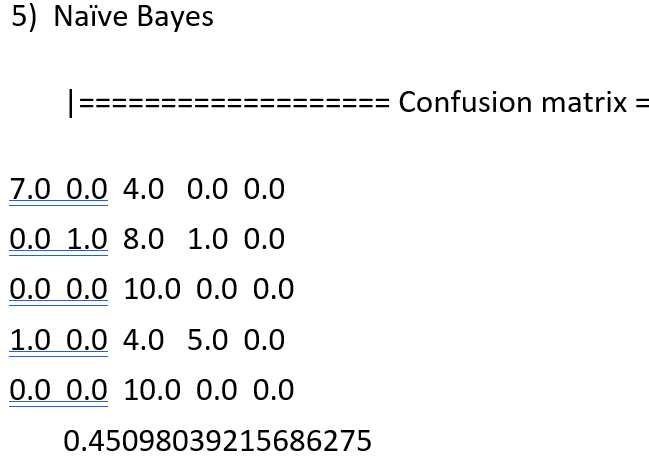 5) Naïve Bayes
|=================== Confusion matrix =
7.0 0.0 4.0 0.0 0.0
0.0 1.0 8.0 1.0 0.0
0.0 0.0 10.0 0.0 0.0
1.0 0.0 4.0 5.0 0.0
0.0 0.0 10.0 0.0 0.0
0.45098039215686275